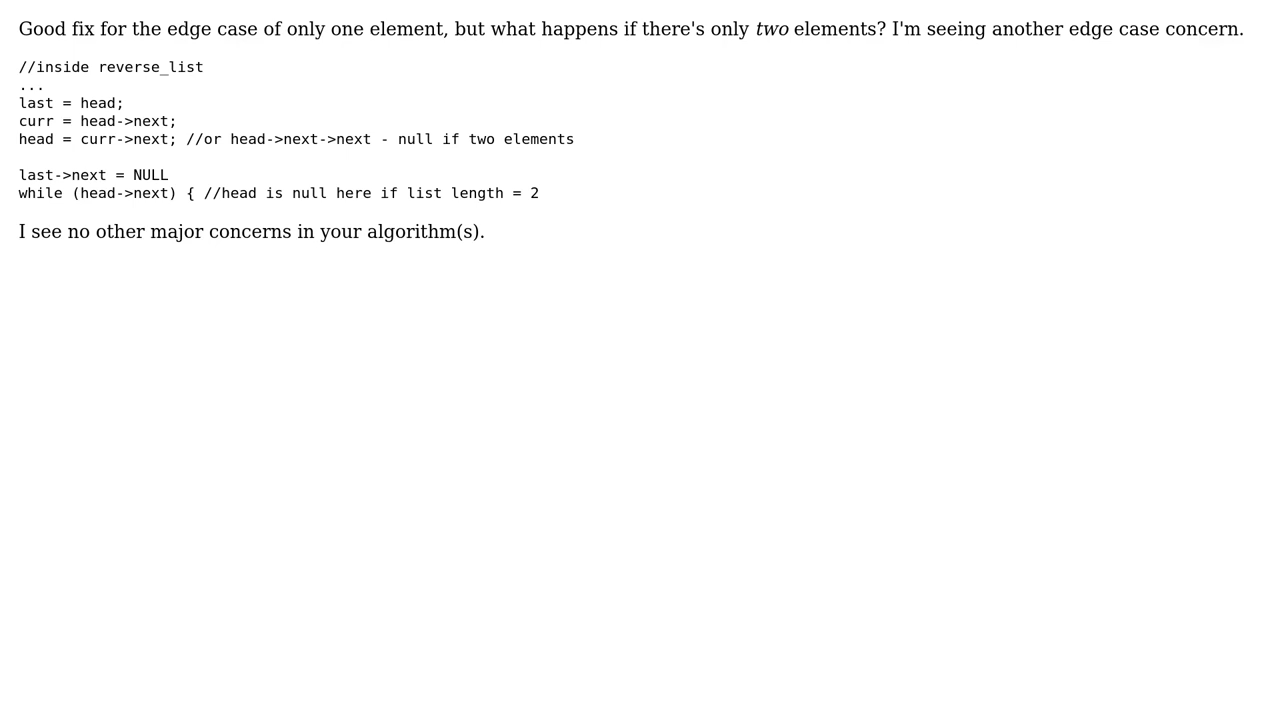 Good fix for the edge case of only one element, but what happens if there's only two elements? I'm seeing another edge case concern.
//inside reverse_list
...
last = head;
curr = head->next;
head = curr->next; //or head->next->next - null if two elements
last->next = NULL
while (head->next) { //head is null here if list length = 2
I see no other major concerns in your algorithm(s).